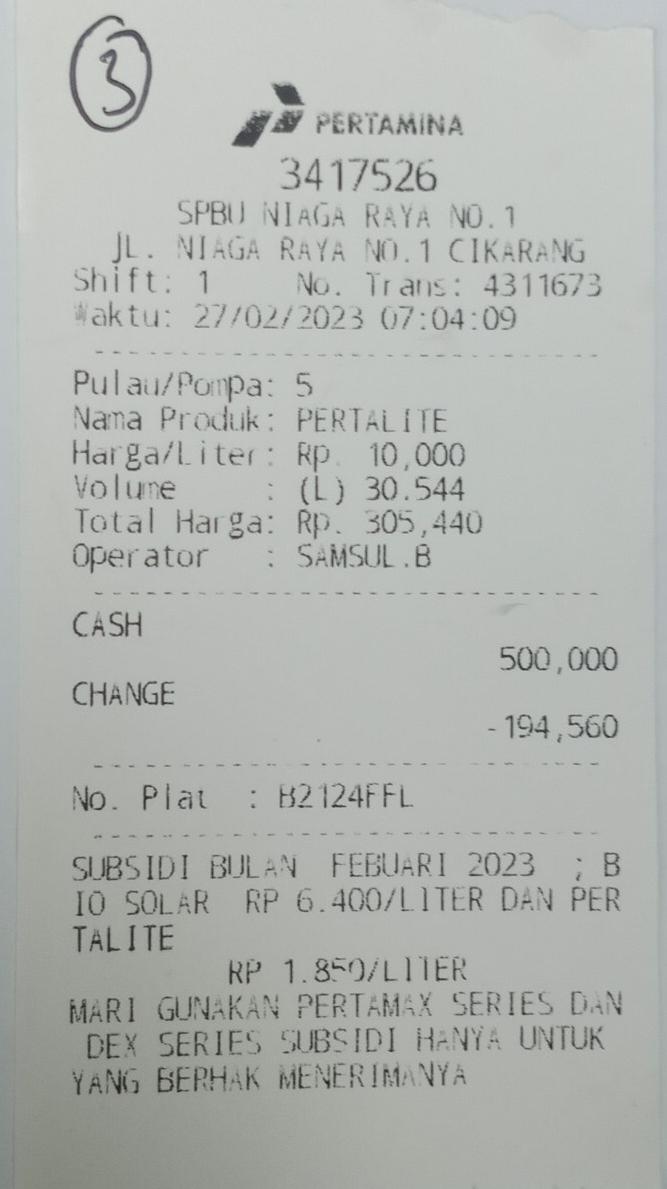 3
PERTAMINA
3417526
SPBU NIAGA RAYA NO.1
JL. NIAGA RAYA NO.1 CIKARANG
Shift: 1 No. Trans: 4311673
Waktu: 27/02/2023 07:04:09
Pulau/Pompa: 5
Nama Produk: PERTALITE
Harga/Liter: Rp. 10,000
Volume : (L) 30.544
Total Harga: Rp. 305,440
Operator : SAMSUL.B
CASH
500,000
CHANGE
-194,560
No. Plat : B2124FFL
SUBSIDI BULAN FEBUARI 2023 ; B
IO SOLAR RP 6.400/LITER DAN PER
TALITE
RP 1.850/LITER
MARI GUNAKAN PERTAMAX SERIES DAN
DEX SERIES SUBSIDI HANYA UNTUK
YANG BERHAK MENERIMANYA